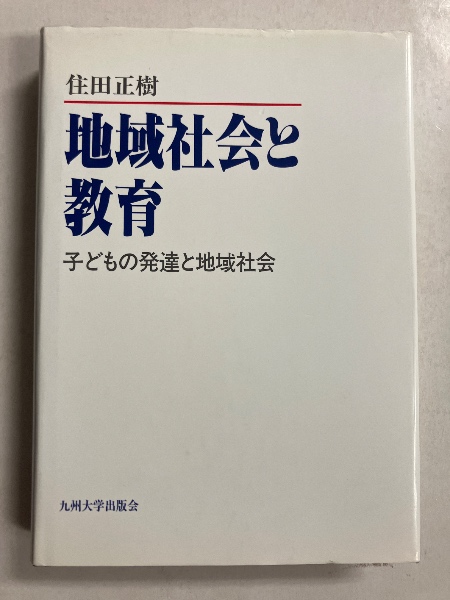 住田正樹
地域社会と
教育
子どもの発達と地域社会
九州大学出版会